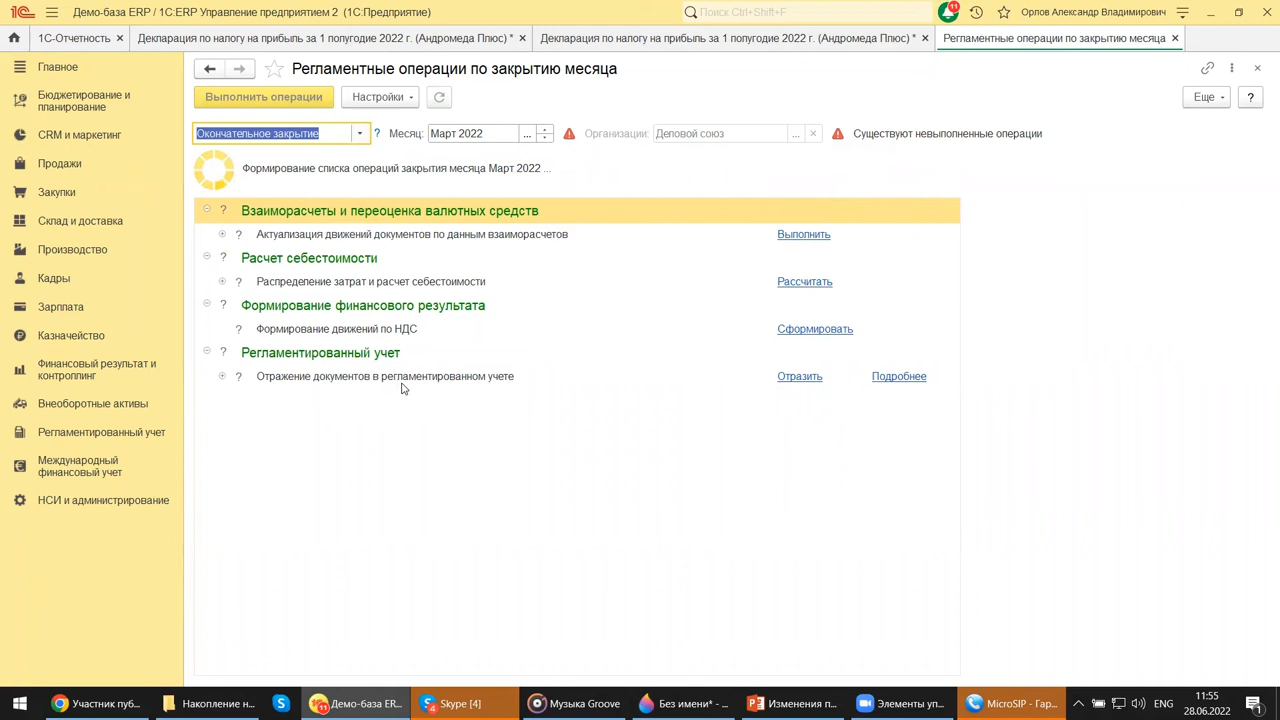 Демо-база ERP / 1C:ERP Управление предприятием 2 (1С:Предприятие)
Поиск Ctrl+Shift+F
11
Орлов Александр Владимирович
1С-Отчетность
Декларация по налогу на прибыль за 1 полугодие 2022 г. (Андромеда Плюс) *
Декларация по налогу на прибыль за 1 полугодие 2022 г. (Андромеда Плюс) *
Регламентные операции по закрытию месяца
Главное
Бюджетирование и
планирование
CRM и маркетинг
Продажи
Закупки
Склад и доставка
Производство
Кадры
Зарплата
Казначейство
Финансовый результат и
контроллинг
Внеоборотные активы
Регламентированный учет
Международный
финансовый учет
НСИ и администрирование
Регламентные операции по закрытию месяца
Выполнить операции
Настройки
Еще
?
Окончательное закрытие
?
Месяц: Март 2022 ...
Организации: Деловой союз ...
Существуют невыполненные операции
Формирование списка операций закрытия месяца Март 2022 ...
? Взаиморасчеты и переоценка валютных средств
? Актуализация движений документов по данным взаиморасчетов Выполнить
? Расчет себестоимости
? Распределение затрат и расчет себестоимости Рассчитать
? Формирование финансового результата
? Формирование движений по НДС Сформировать
? Регламентированный учет
? Отражение документов в регламентированном учете Отразить Подробнее
Участник пуб...
Накопление н...
Демо-база ER...
Skype [4]
Музыка Groove
Без имени* - ...
Изменения п...
Элементы уп...
MicroSIP - Гар...
ENG
11:55
28.06.2022